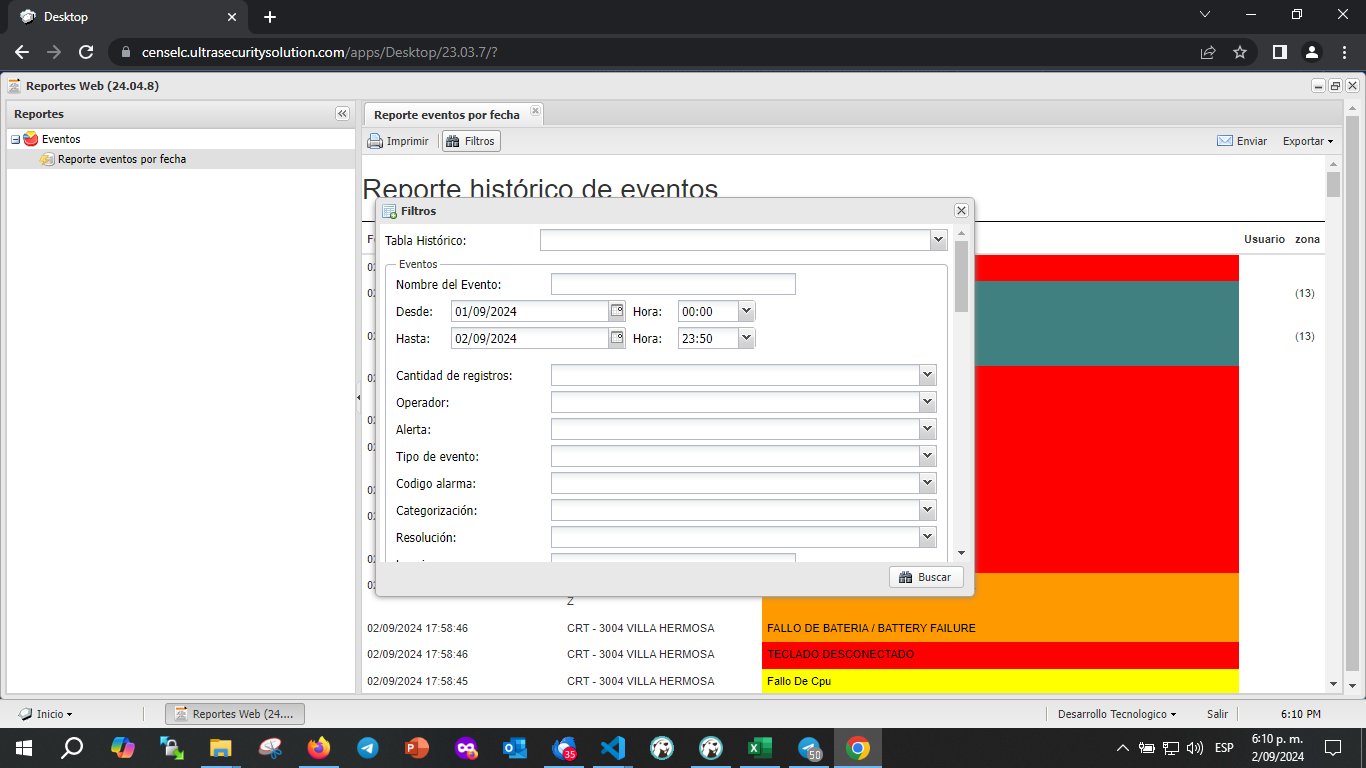 Desktop
censelc.ultrasecuritysolution.com/apps/Desktop/23.03.7/?
Reportes Web (24.04.8)
Reportes
Eventos
Reporte eventos por fecha
Reporte eventos por fecha
Imprimir
Filtros
Enviar
Exportar
Reporte histórico de eventos
Usuario zona
(13)
(13)
Filtros
Tabla Histórico:
Eventos
Nombre del Evento:
Desde: 01/09/2024 Hora: 00:00
Hasta: 02/09/2024 Hora: 23:50
Cantidad de registros:
Operador:
Alerta:
Tipo de evento:
Codigo alarma:
Categorización:
Resolución:
Buscar
Z
02/09/2024 17:58:46 CRT - 3004 VILLA HERMOSA FALLO DE BATERIA / BATTERY FAILURE
02/09/2024 17:58:46 CRT - 3004 VILLA HERMOSA TECLADO DESCONECTADO
02/09/2024 17:58:45 CRT - 3004 VILLA HERMOSA Fallo De Cpu
Inicio
Reportes Web (24....
Desarrollo Tecnologico
Salir
6:10 PM
35
50
ESP
6:10 p. m.
2/09/2024